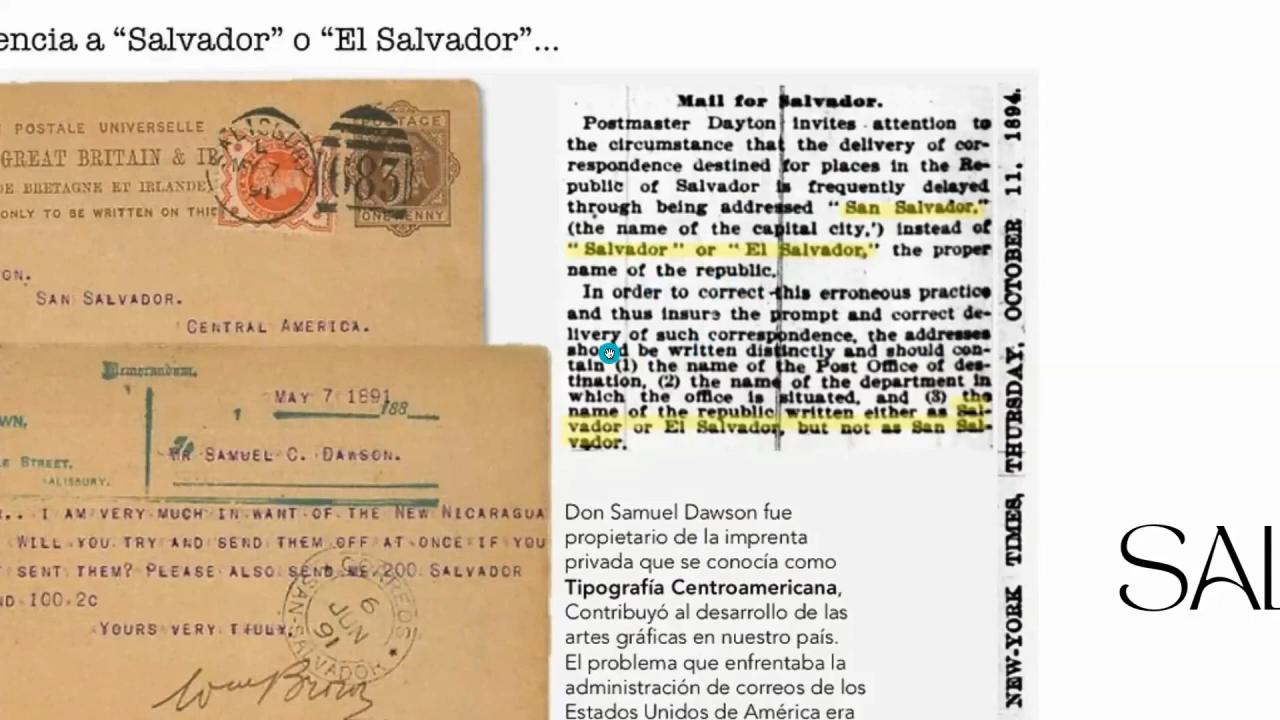 encia a “Salvador” o “El Salvador”...
POSTALE UNIVERSELLE
GREAT BRITAIN & IR
DE BRETAGNE ET IRLANDE
ONLY TO BE WRITTEN ON THIS
POSTAGE
83
ONE PENNY
ON.
SAN SALVADOR.
CENTRAL AMERICA.
Memorandum.
MAY 7 1891
188
WN,
To
MR SAMUEL C. DAWSON.
LE STREET,
SALISBURY.
I AM VERY MUCH IN WANT OF THE NEW NICARAGUA
WILL YOU TRY AND SEND THEM OFF AT ONCE IF YOU
SENT THEM? PLEASE ALSO SEND ME 200 SALVADOR
ND 100.2c
YOURS VERY TRULY,
CORREOS
6
JUN
91
SAN-SALVADOR
Mail for Salvador.
Postmaster Dayton invites attention to
the circumstance that the delivery of cor-
respondence destined for places in the Re-
public of Salvador is frequently delayed
through being addressed “San Salvador,”
(the name of the capital city,) instead of
“Salvador” or “El Salvador,” the proper
name of the republic.
In order to correct this erroneous practice
and thus insure the prompt and correct de-
livery of such correspondence, the addresses
should be written distinctly and should con-
tain (1) the name of the Post Office of des-
tination, (2) the name of the department in
which the office is situated, and (3) the
name of the republic written either as Sal-
vador or El Salvador, but not as San Sal-
vador.
NEW-YORK TIMES, THURSDAY, OCTOBER 11, 1894.
Don Samuel Dawson fue
propietario de la imprenta
privada que se conocía como
Tipografía Centroamericana,
Contribuyó al desarrollo de las
artes gráficas en nuestro país.
El problema que enfrentaba la
administración de correos de los
Estados Unidos de América era
SAL